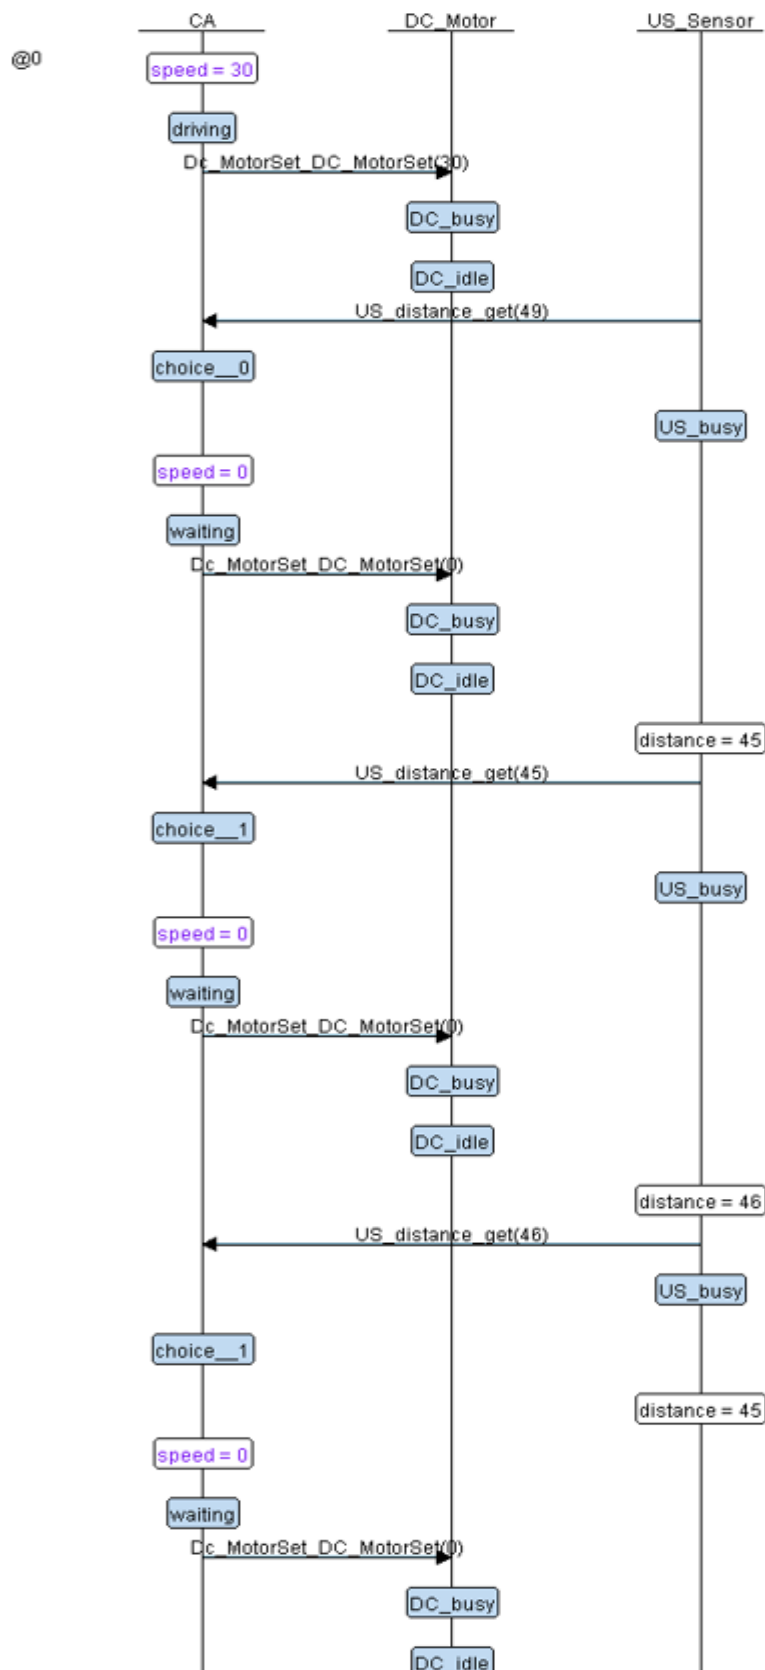 CA DC_Motor US_Sensor
@0
speed = 30
driving
Dc_MotorSet_DC_MotorSet(30)
DC_busy
DC_idle
US_distance_get(49)
choice__0
US_busy
speed = 0
waiting
Dc_MotorSet_DC_MotorSet(0)
DC_busy
DC_idle
distance = 45
US_distance_get(45)
choice__1
US_busy
speed = 0
waiting
Dc_MotorSet_DC_MotorSet(0)
DC_busy
DC_idle
distance = 46
US_distance_get(46)
US_busy
choice__1
distance = 45
speed = 0
waiting
Dc_MotorSet_DC_MotorSet(0)
DC_busy
DC_idle